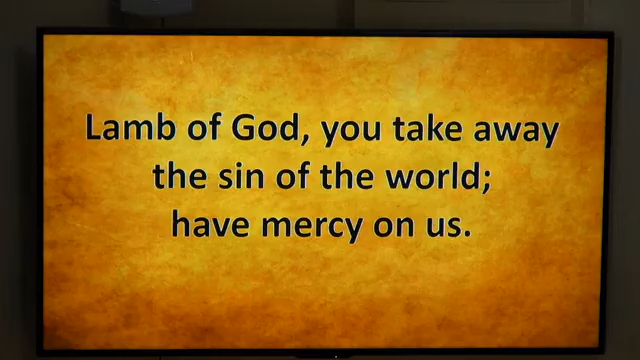 Lamb of God, you take away
the sin of the world;
have mercy on us.